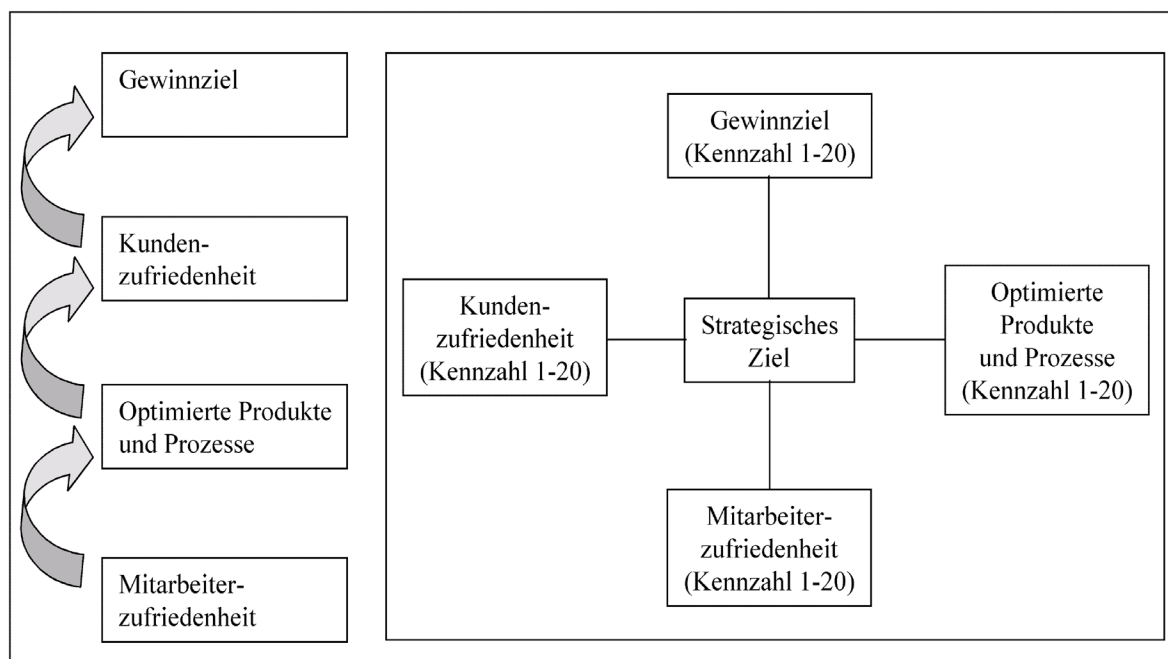 Gewinnziel
Kunden-
zufriedenheit
Optimierte Produkte
und Prozesse
Mitarbeiter-
zufriedenheit
Gewinnziel
(Kennzahl 1-20)
Kunden-
zufriedenheit
(Kennzahl 1-20)
Strategisches
Ziel
Optimierte
Produkte
und Prozesse
(Kennzahl 1-20)
Mitarbeiter-
zufriedenheit
(Kennzahl 1-20)